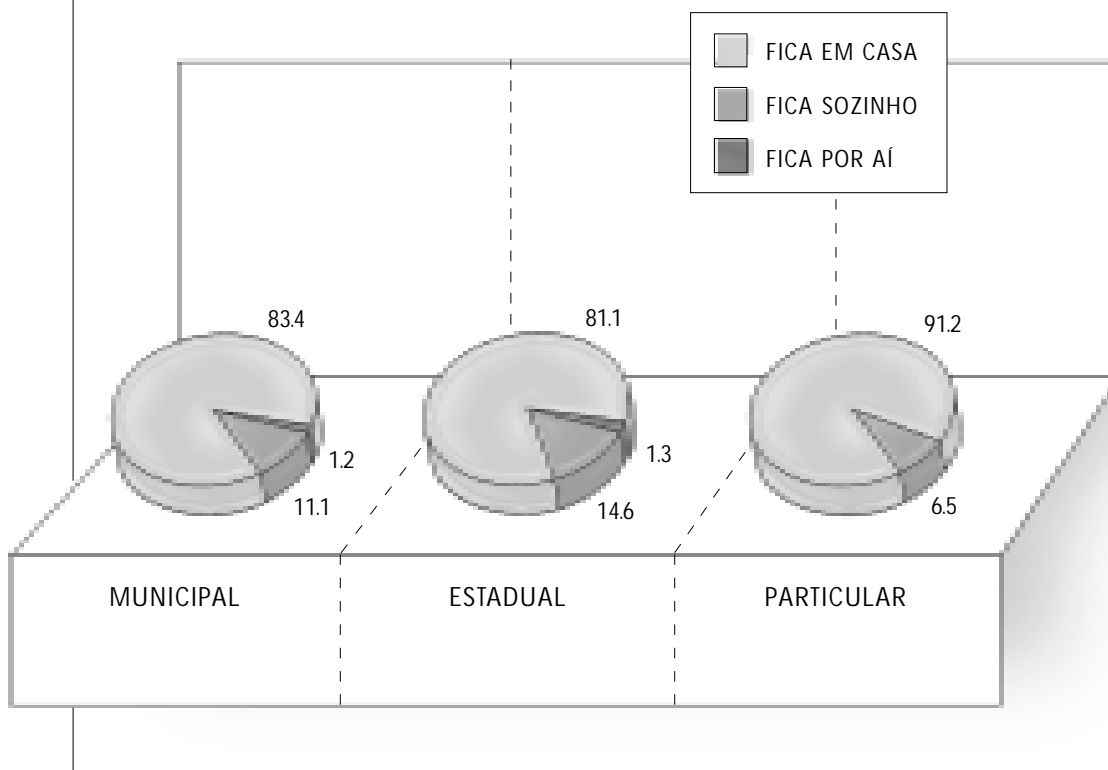 FICA EM CASA
FICA SOZINHO
FICA POR AÍ
83.4
1.2
11.1
81.1
1.3
14.6
91.2
6.5
MUNICIPAL
ESTADUAL
PARTICULAR